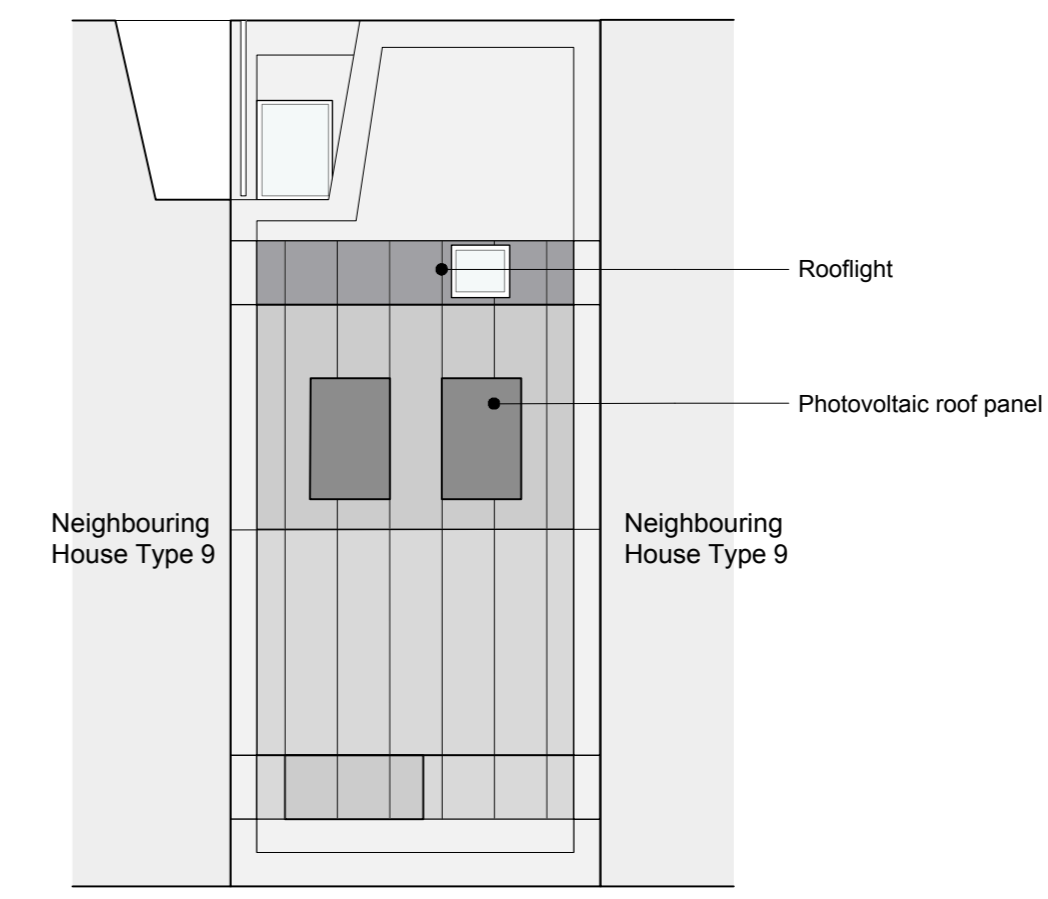 Rooflight
Photovoltaic roof panel
Neighbouring
House Type 9
Neighbouring
House Type 9